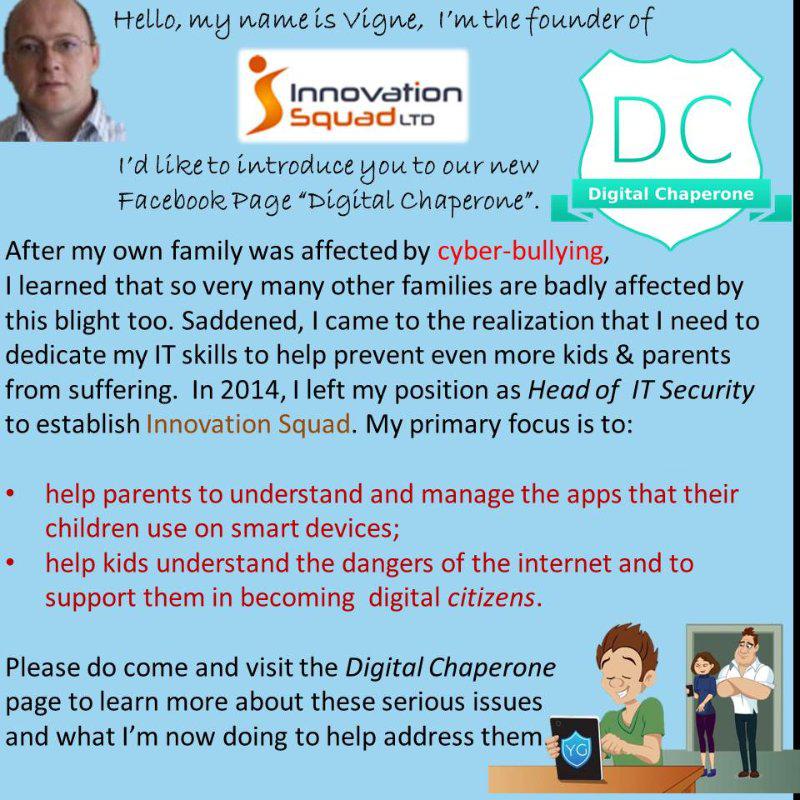 Hello, my name is Vigne, I'm the founder of
Innovation
Squad LTD
DC
Digital Chaperone
I'd like to introduce you to our new
Facebook Page "Digital Chaperone".
After my own family was affected by cyber-bullying,
I learned that so very many other families are badly affected by
this blight too. Saddened, I came to the realization that I need to
dedicate my IT skills to help prevent even more kids & parents
from suffering. In 2014, I left my position as Head of IT Security
to establish Innovation Squad. My primary focus is to:
• help parents to understand and manage the apps that their
children use on smart devices;
• help kids understand the dangers of the internet and to
support them in becoming digital citizens.
Please do come and visit the Digital Chaperone
page to learn more about these serious issues
and what I'm now doing to help address them.
YG